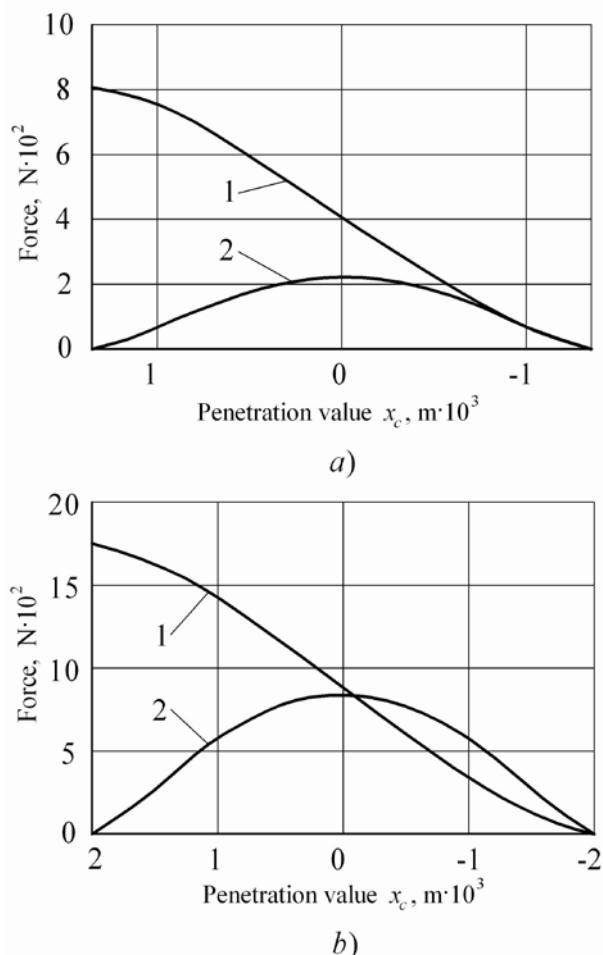 10
8
6
4
2
0
Force, N·10²
1
2
1 0 -1
Penetration value x_c, m·10³
a)
20
15
10
5
0
Force, N·10²
1
2
2 1 0 -1 -2
Penetration value x_c, m·10³
b)